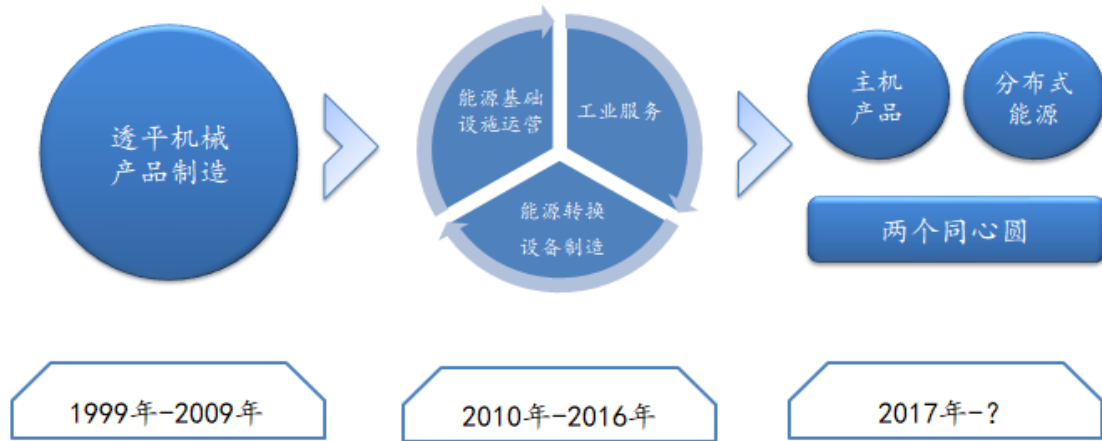 透平机械
产品制造
能源基础
设施运营
工业服务
能源转换
设备制造
主机
产品
分布式
能源
两个同心圆
1999年-2009年
2010年-2016年
2017年-?